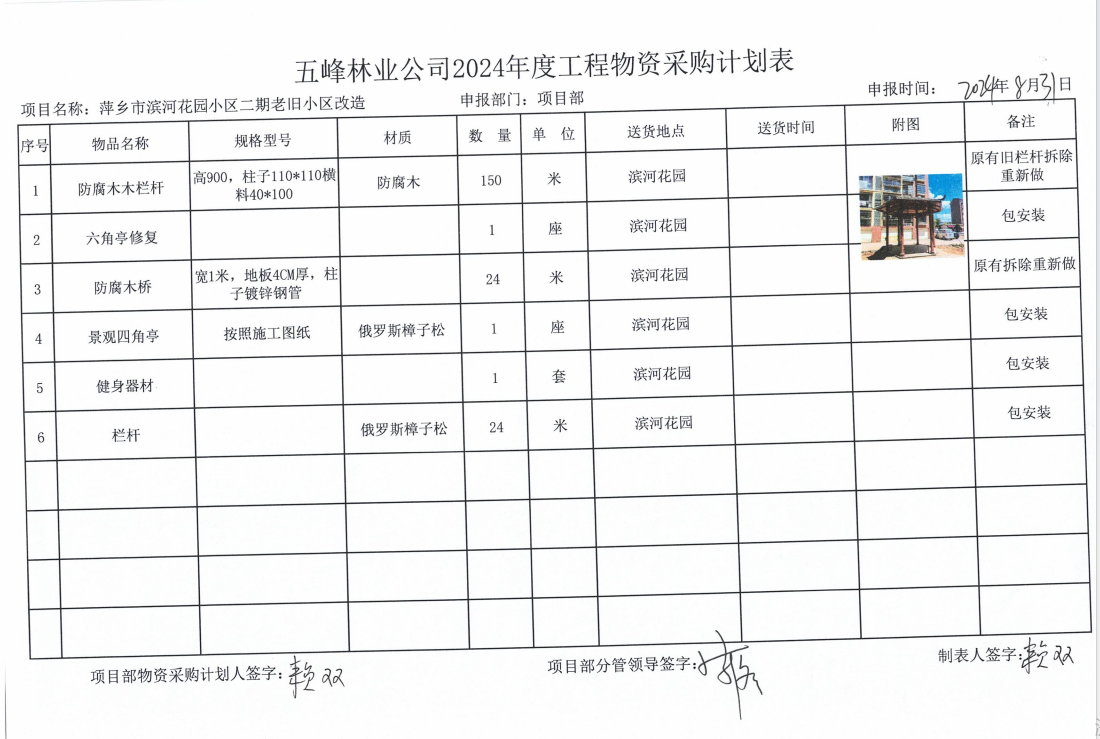 五峰林业公司2024年度工程物资采购计划表
项目名称：萍乡市滨河花园小区二期老旧小区改造 申报部门：项目部 申报时间： 2024年8月31日
序号 物品名称 规格型号 材质 数 量 单 位 送货地点 送货时间 附图 备注
1 防腐木木栏杆 高900，柱子110*110横料40*100 防腐木 150 米 滨河花园 原有旧栏杆拆除重新做
2 六角亭修复 1 座 滨河花园 包安装
3 防腐木桥 宽1米，地板4CM厚，柱子镀锌钢管 24 米 滨河花园 原有拆除重新做
4 景观四角亭 按照施工图纸 俄罗斯樟子松 1 座 滨河花园 包安装
5 健身器材 1 套 滨河花园 包安装
6 栏杆 俄罗斯樟子松 24 米 滨河花园 包安装
项目部物资采购计划人签字：赖双 项目部分管领导签字： 制表人签字：赖双